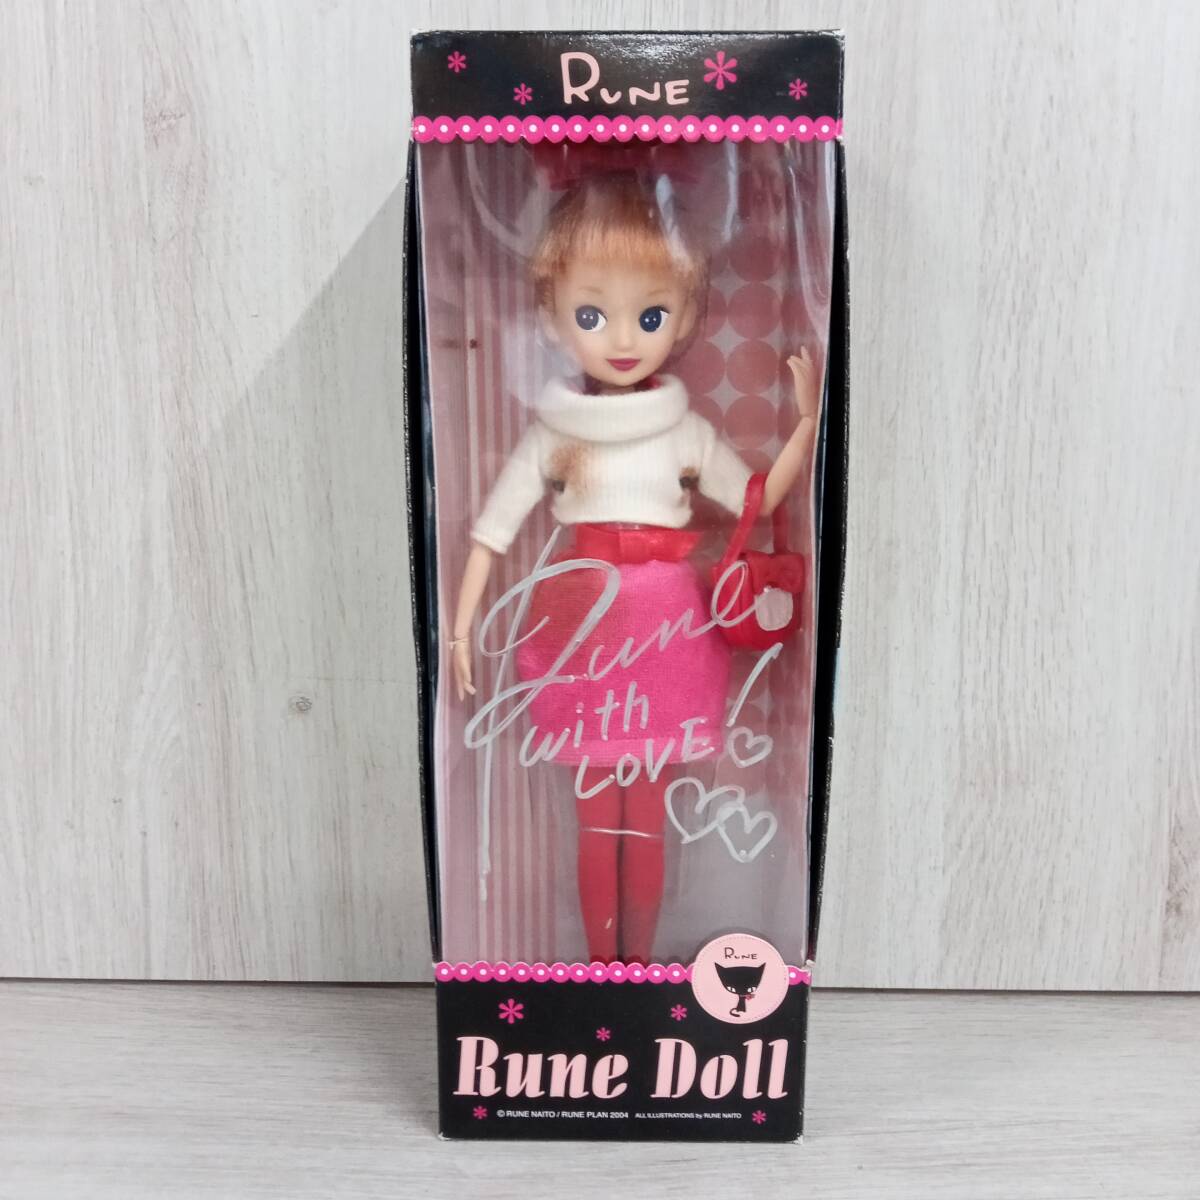 RUNE
Rune
with
LOVE!
RUNE
Rune Doll
© RUNE NAITO / RUNE PLAN 2004 ALL ILLUSTRATIONS by RUNE NAITO